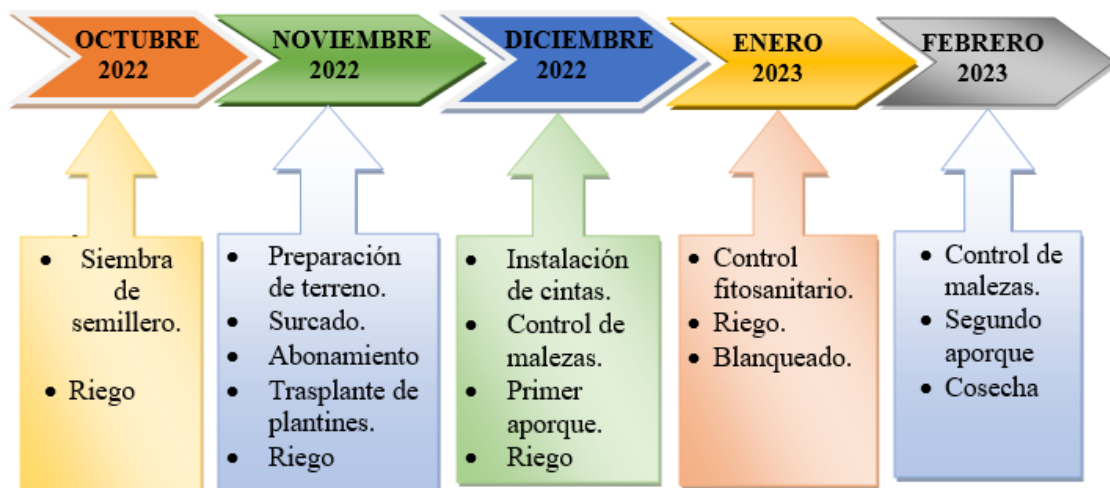 OCTUBRE
2022
NOVIEMBRE
2022
DICIEMBRE
2022
ENERO
2023
FEBRERO
2023
• Siembra
de
semillero.
• Riego
• Preparación
de terreno.
• Surcado.
• Abonamiento
• Trasplante de
plantines.
• Riego
• Instalación
de cintas.
• Control de
malezas.
• Primer
aporque.
• Riego
• Control
fitosanitario.
• Riego.
• Blanqueado.
• Control de
malezas.
• Segundo
aporque
• Cosecha